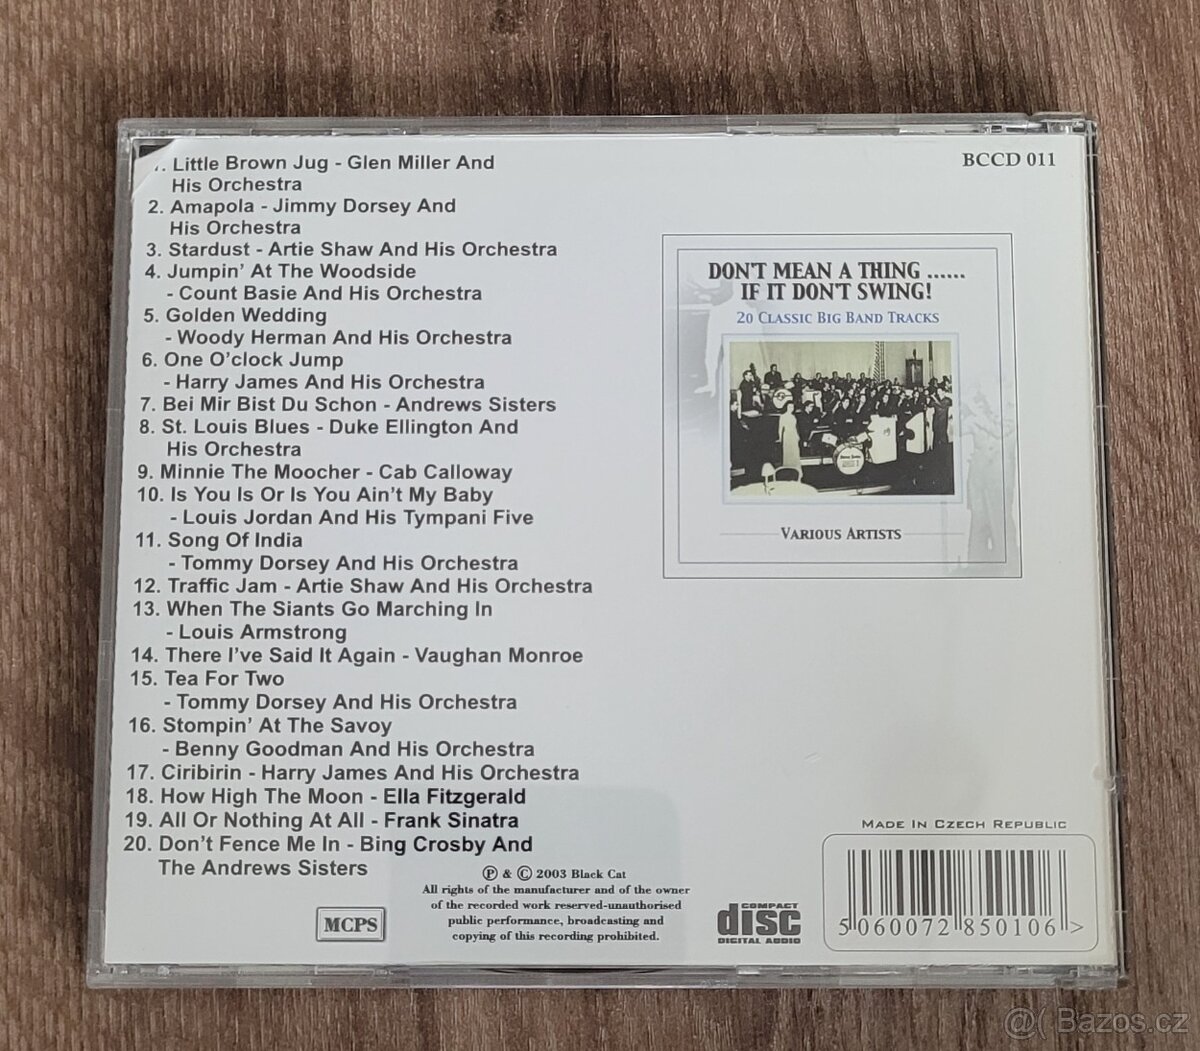 1. Little Brown Jug - Glen Miller And
His Orchestra
2. Amapola - Jimmy Dorsey And
His Orchestra
3. Stardust - Artie Shaw And His Orchestra
4. Jumpin' At The Woodside
- Count Basie And His Orchestra
5. Golden Wedding
- Woody Herman And His Orchestra
6. One O'clock Jump
- Harry James And His Orchestra
7. Bei Mir Bist Du Schon - Andrews Sisters
8. St. Louis Blues - Duke Ellington And
His Orchestra
9. Minnie The Moocher - Cab Calloway
10. Is You Is Or Is You Ain't My Baby
- Louis Jordan And His Tympani Five
11. Song Of India
- Tommy Dorsey And His Orchestra
12. Traffic Jam - Artie Shaw And His Orchestra
13. When The Siants Go Marching In
- Louis Armstrong
14. There I've Said It Again - Vaughan Monroe
15. Tea For Two
- Tommy Dorsey And His Orchestra
16. Stompin' At The Savoy
- Benny Goodman And His Orchestra
17. Ciribirin - Harry James And His Orchestra
18. How High The Moon - Ella Fitzgerald
19. All Or Nothing At All - Frank Sinatra
20. Don't Fence Me In - Bing Crosby And
The Andrews Sisters
BCCD 011
DON'T MEAN A THING ......
IF IT DON'T SWING!
20 CLASSIC BIG BAND TRACKS
VARIOUS ARTISTS
MCPS
℗ & © 2003 Black Cat
All rights of the manufacturer and of the owner
of the recorded work reserved-unauthorised
public performance, broadcasting and
copying of this recording prohibited.
COMPACT
disc
DIGITAL AUDIO
MADE IN CZECH REPUBLIC
5 060072 850106 >
@( Bazos.cz